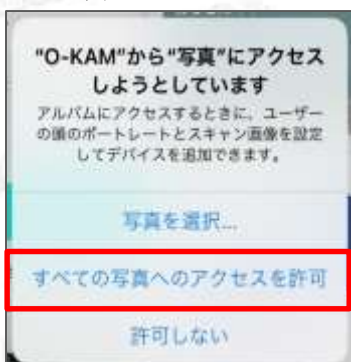 "O-KAM"から"写真"にアクセス
しようとしています
アルバムにアクセスするときに、ユーザー
の頭のポートレートとスキャン画像を設定
してデバイスを追加できます。
写真を選択...
すべての写真へのアクセスを許可
許可しない